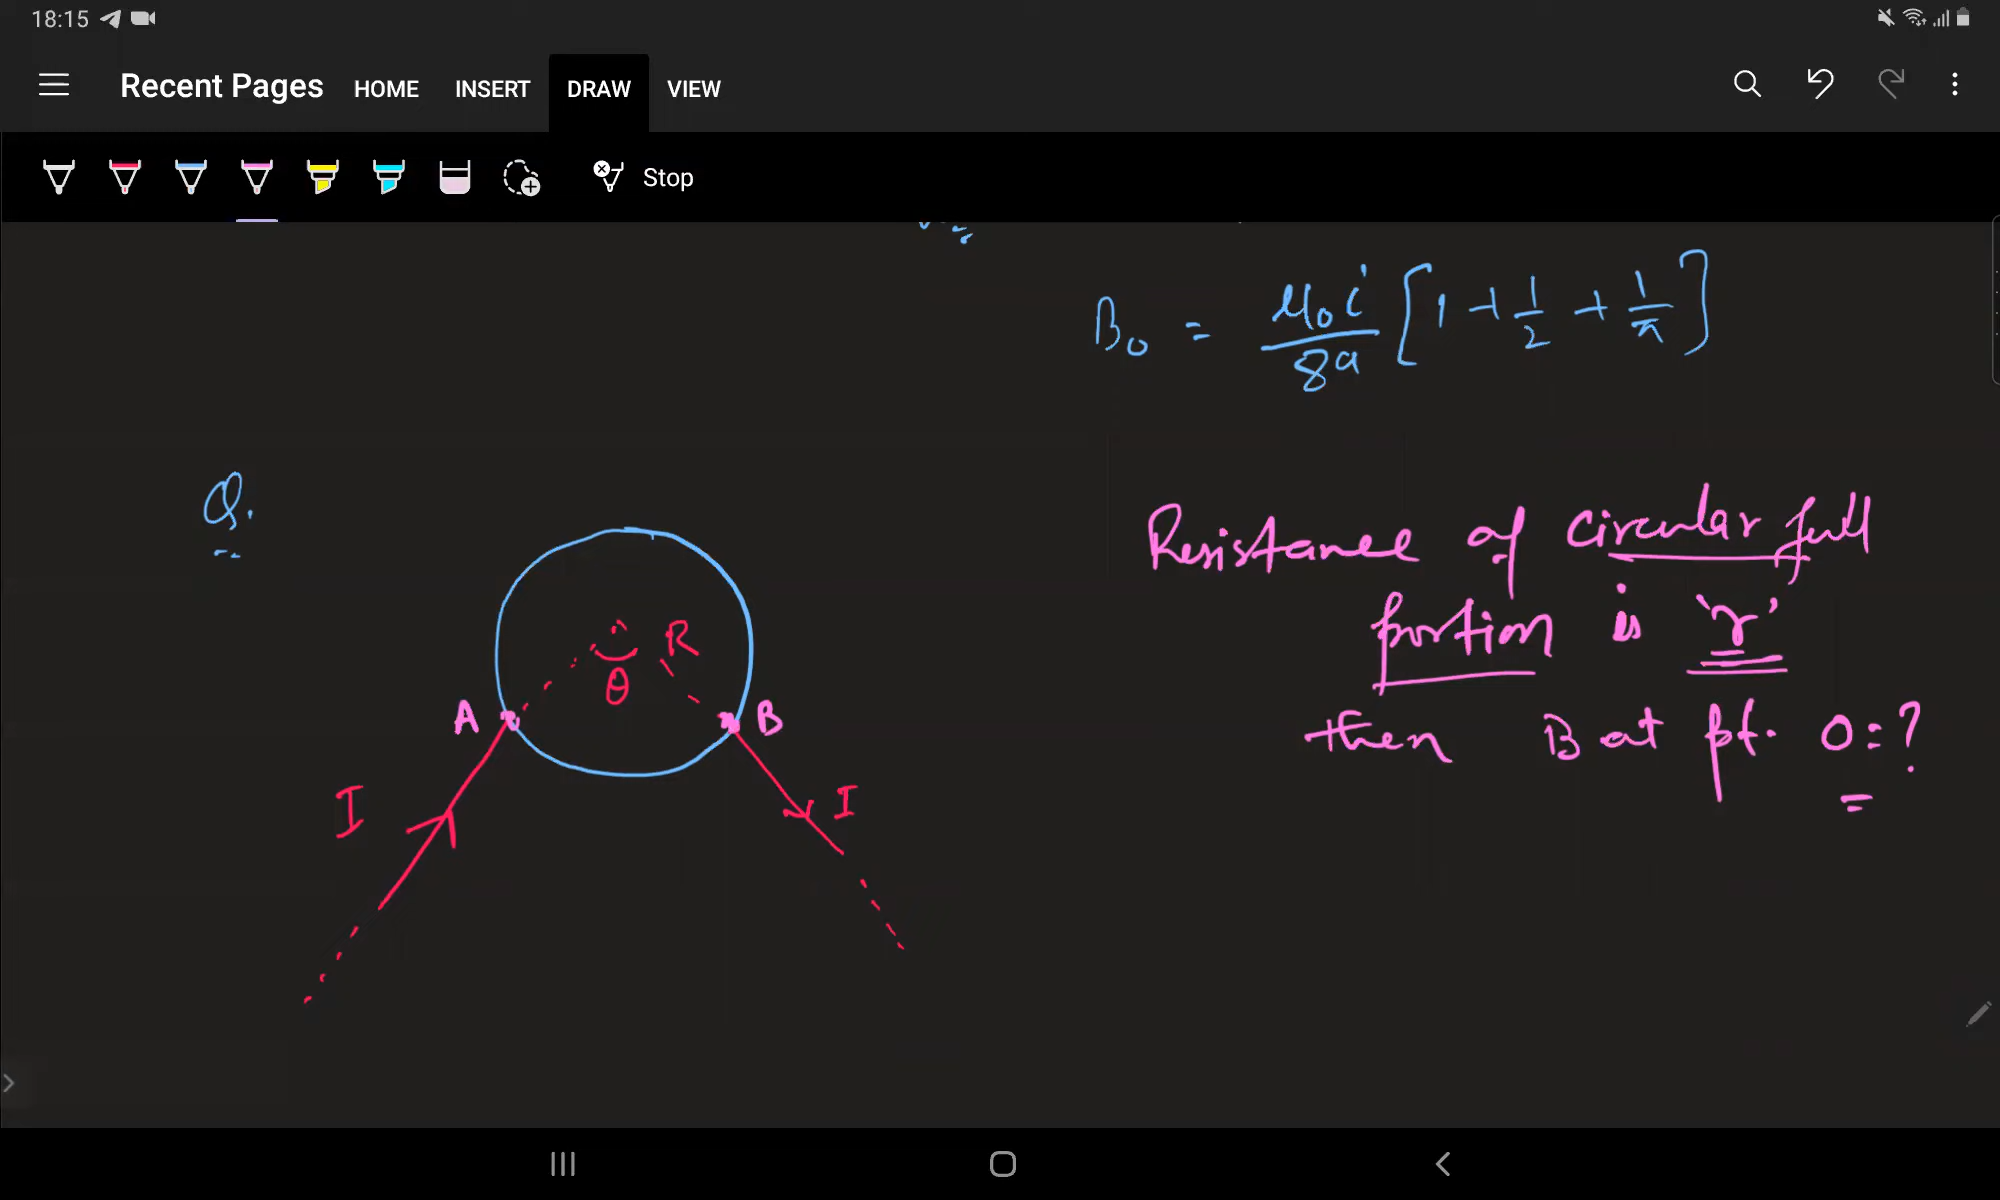 18:15
Recent Pages HOME INSERT DRAW VIEW
Stop
B₀ = μ₀i/8a [1 + 1/2 + 1/π]
Q.
Resistance of circular full
portion is 'r'
then B at pt. O = ?
R
θ
A B
I I